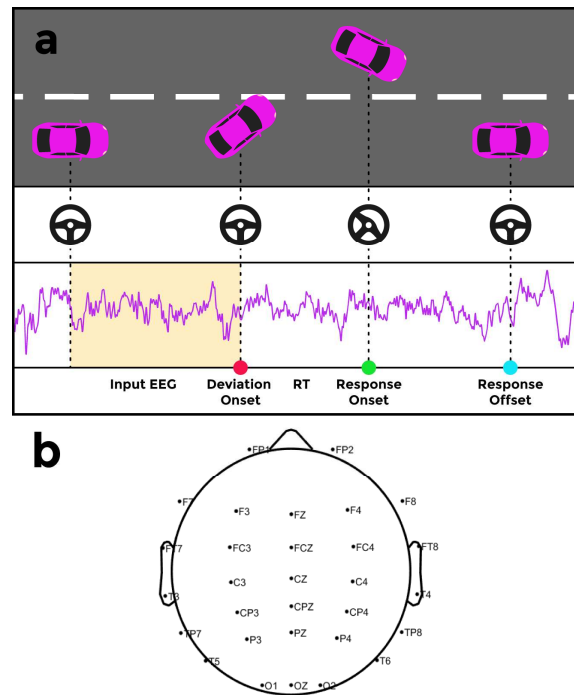 a
Input EEG Deviation Onset RT Response Onset Response Offset
b
FP1 FP2
F7 F8
F3 FZ F4
FT7 FC3 FCZ FC4 FT8
C3 CZ C4
T3 T4
CP3 CPZ CP4
TP7 P3 PZ P4 TP8
T5 T6
O1 OZ O2